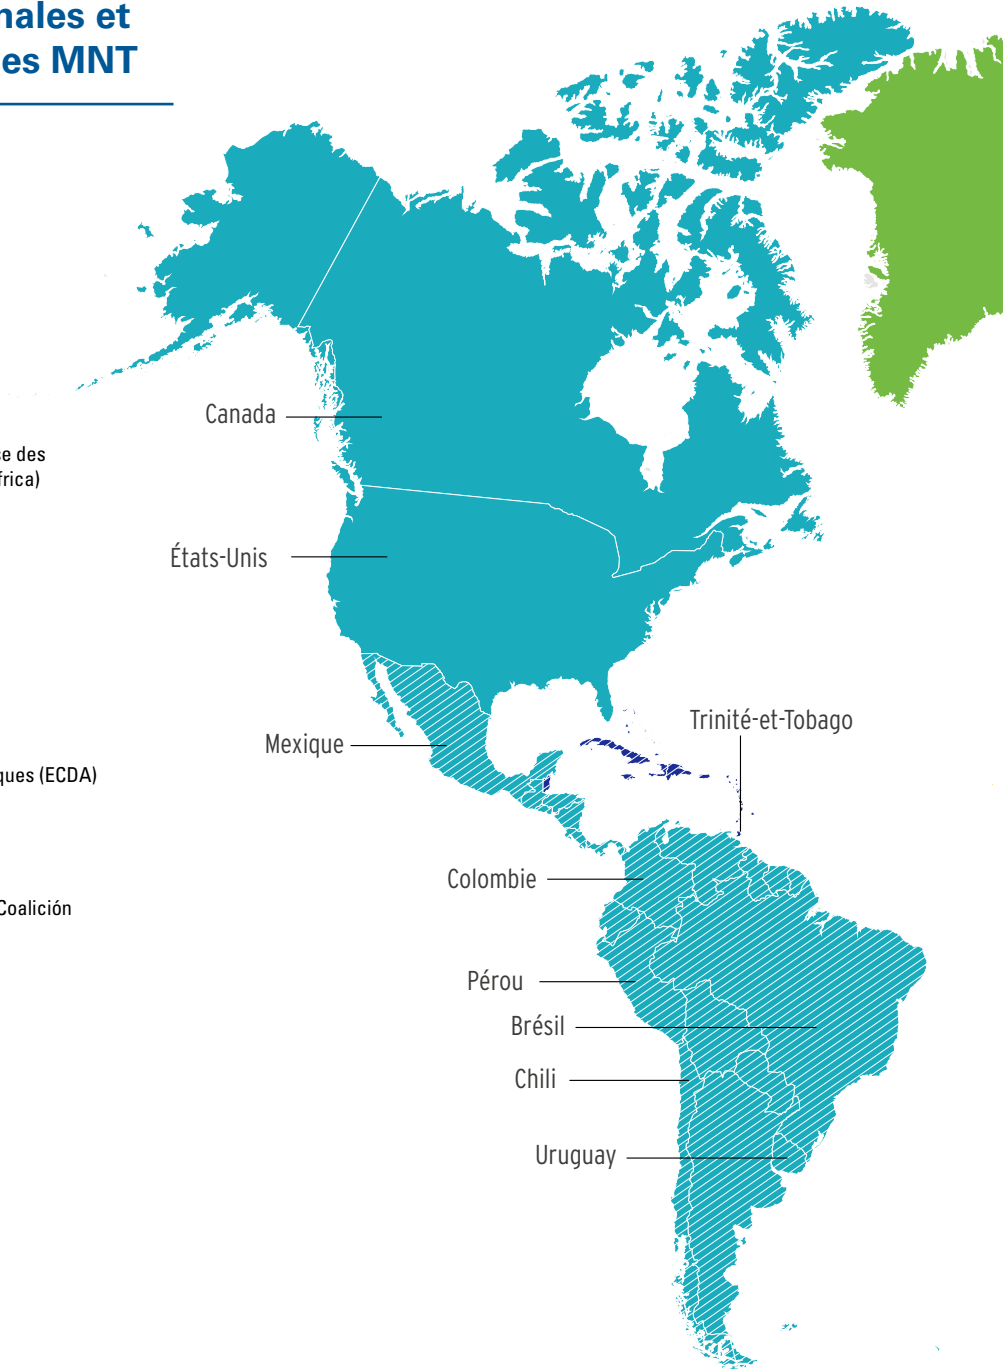 nales et
es MNT
Canada
e des
frica)
États-Unis
Trinité-et-Tobago
Mexique
ques (ECDA)
Colombie
Coalición
Pérou
Brésil
Chili
Uruguay